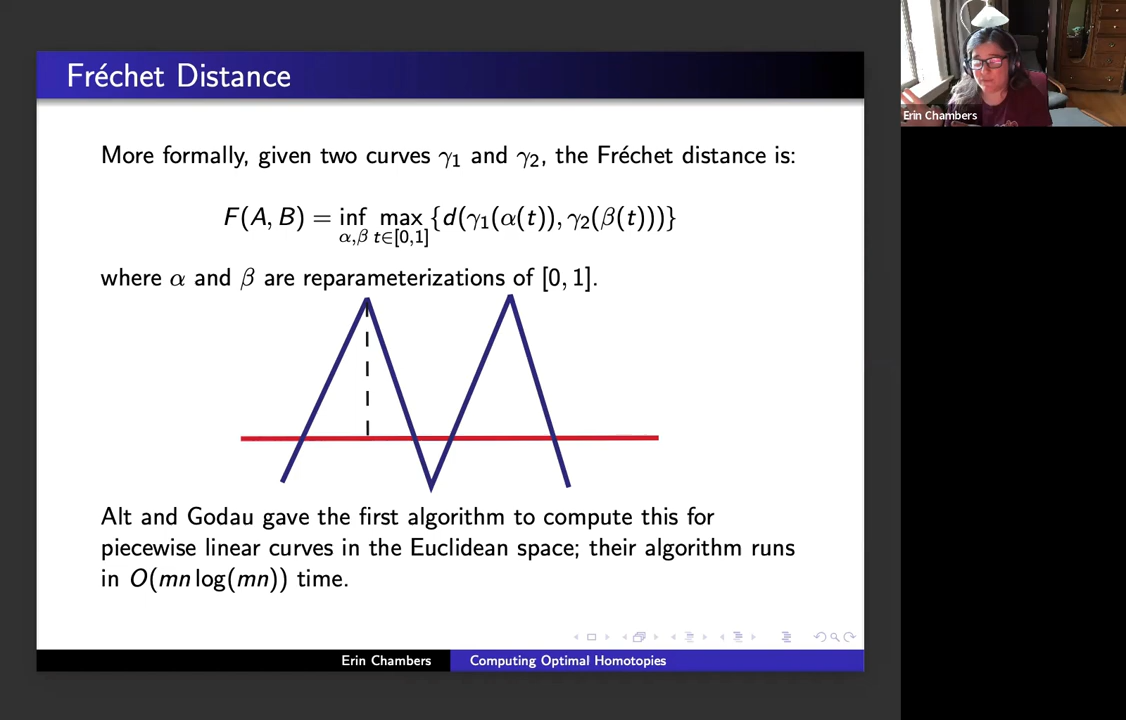 Fréchet Distance
More formally, given two curves γ₁ and γ₂, the Fréchet distance is:
F(A, B) = inf max {d(γ₁(α(t)), γ₂(β(t)))}
α,β t∈[0,1]
where α and β are reparameterizations of [0, 1].
Alt and Godau gave the first algorithm to compute this for
piecewise linear curves in the Euclidean space; their algorithm runs
in O(mn log(mn)) time.
Erin Chambers
Computing Optimal Homotopies
Erin Chambers